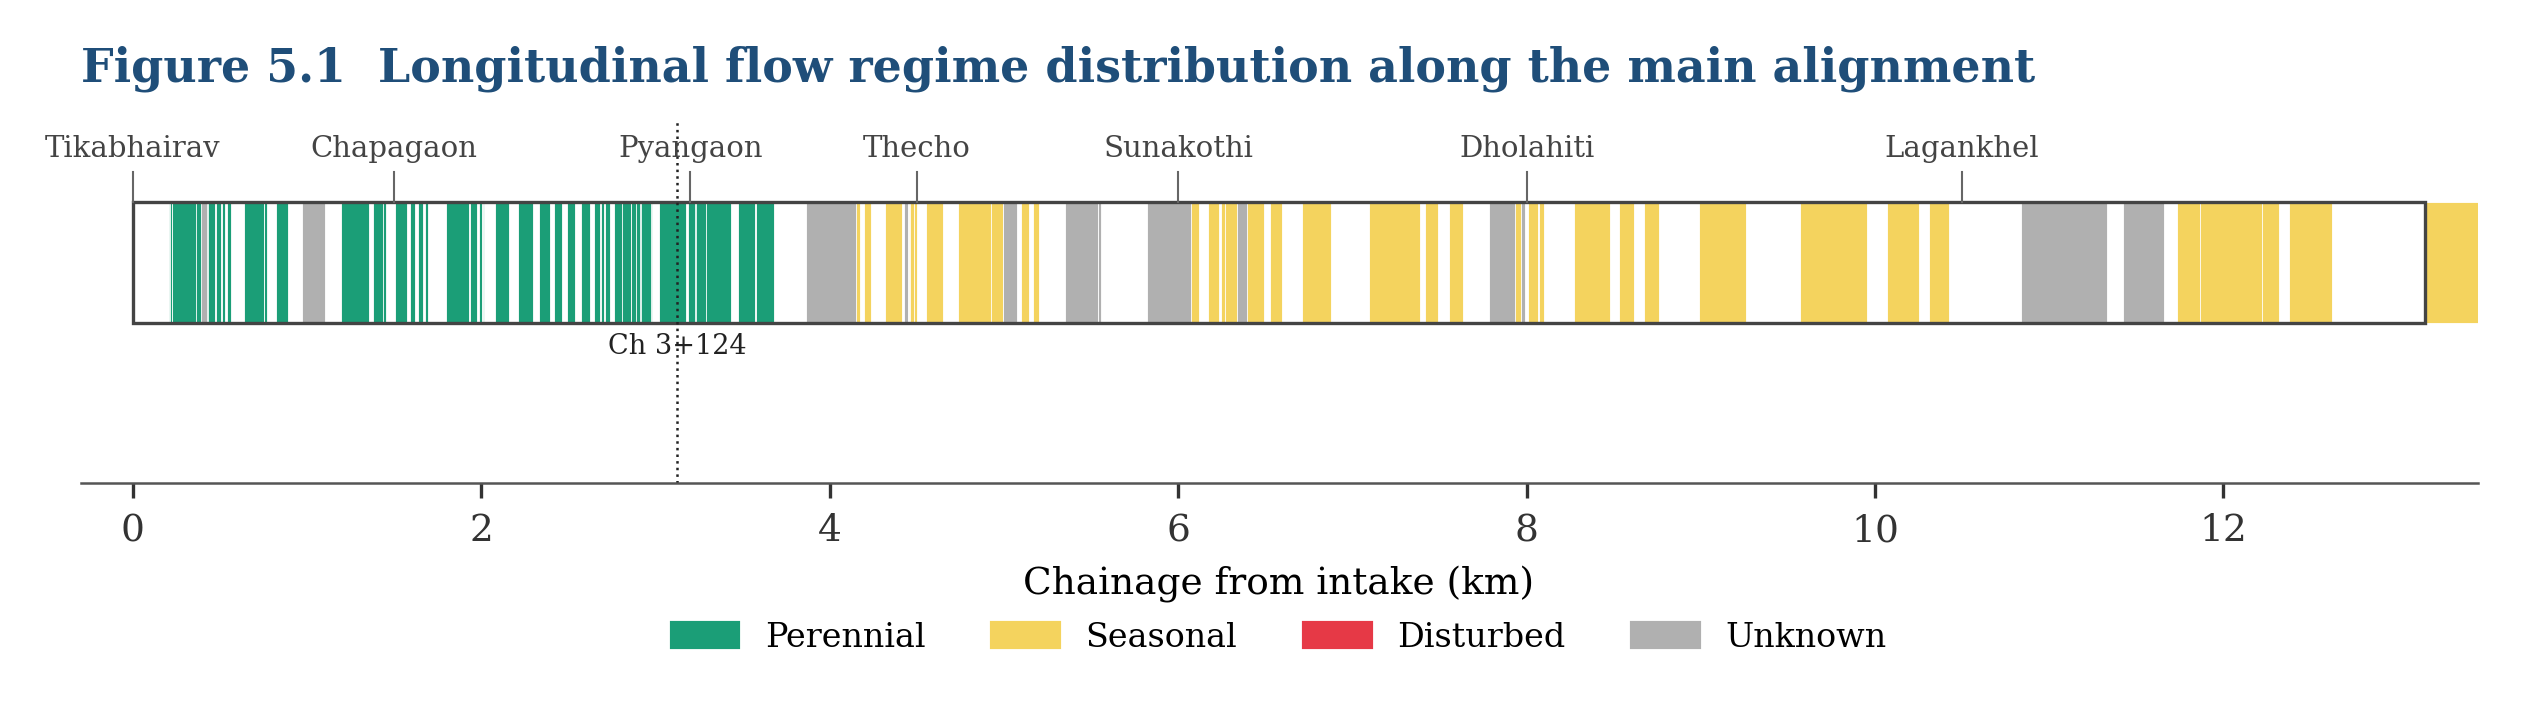 Figure 5.1 Longitudinal flow regime distribution along the main alignment
Tikabhairav Chapagaon Pyangaon Thecho Sunakothi Dholahiti Lagankhel
Ch 3+124
0 2 4 6 8 10 12
Chainage from intake (km)
Perennial Seasonal Disturbed Unknown